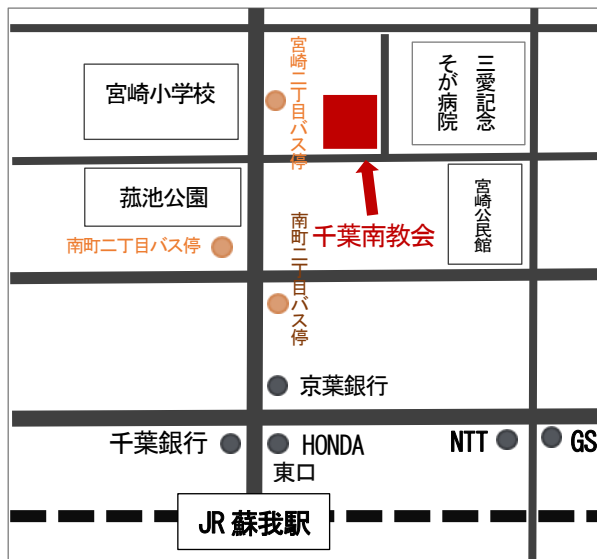 宮崎二丁目バス停
三愛記念
そが病院
宮崎小学校
菰池公園
宮崎公民館
南町二丁目バス停
千葉南教会
南町二丁目バス停
京葉銀行
千葉銀行
HONDA
NTT
GS
東口
JR 蘇我駅